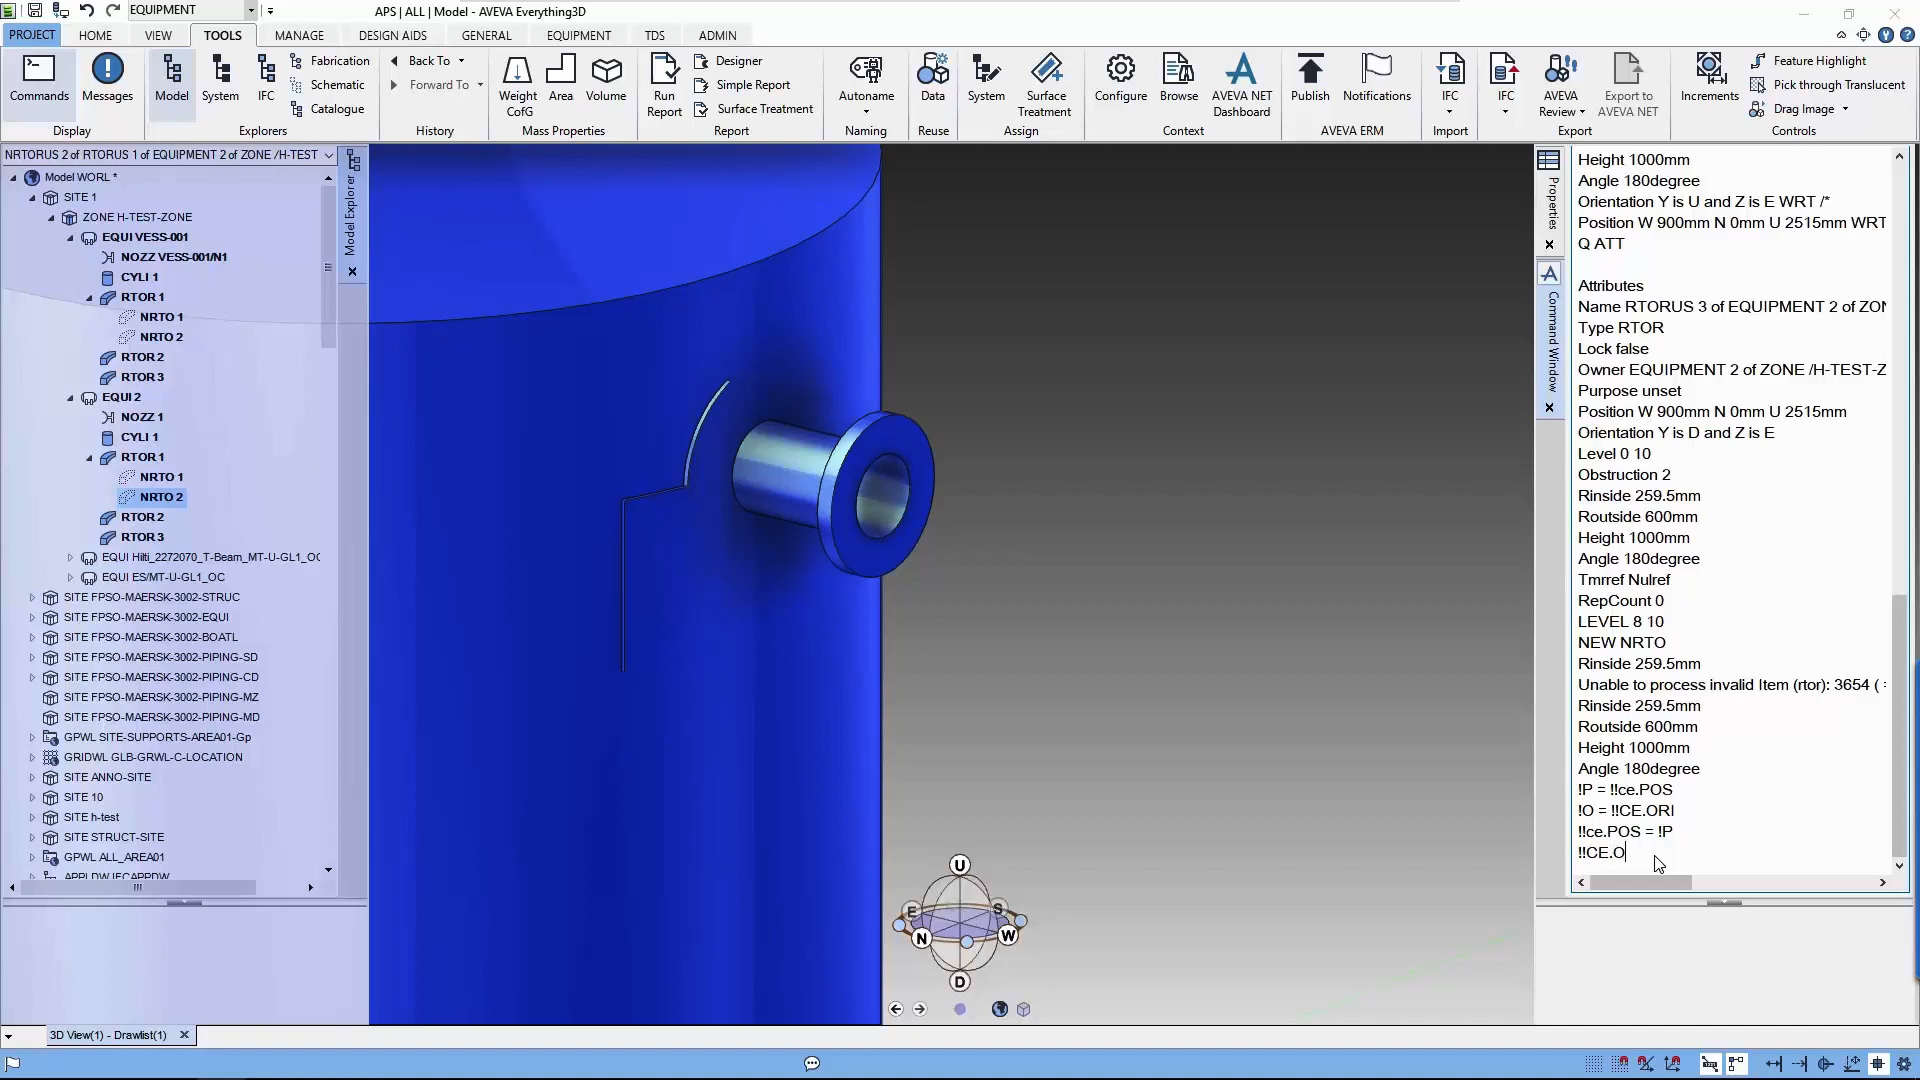 EQUIPMENT
APS | ALL | Model - AVEVA Everything3D
PROJECT HOME VIEW TOOLS MANAGE DESIGN AIDS GENERAL EQUIPMENT TDS ADMIN
Commands
Messages
Display
Model
System
IFC
Fabrication
Schematic
Catalogue
Explorers
Back To
Forward To
History
Weight CofG
Area
Volume
Mass Properties
Run Report
Designer
Simple Report
Surface Treatment
Report
Autoname
Naming
Data
Reuse
System
Surface Treatment
Assign
Configure
Browse
AVEVA NET Dashboard
Context
Publish
Notifications
AVEVA ERM
IFC
Import
IFC
AVEVA Review
Export to AVEVA NET
Export
Increments
Feature Highlight
Pick through Translucent
Drag Image
Controls
NRTORUS 2 of RTORUS 1 of EQUIPMENT 2 of ZONE /H-TEST
Model WORL *
SITE 1
ZONE H-TEST-ZONE
EQUI VESS-001
NOZZ VESS-001/N1
CYLI 1
RTOR 1
NRTO 1
NRTO 2
RTOR 2
RTOR 3
EQUI 2
NOZZ 1
CYLI 1
RTOR 1
NRTO 1
NRTO 2
RTOR 2
RTOR 3
EQUI Hilti_2272070_T-Beam_MT-U-GL1_OC
EQUI ES/MT-U-GL1_OC
SITE FPSO-MAERSK-3002-STRUC
SITE FPSO-MAERSK-3002-EQUI
SITE FPSO-MAERSK-3002-BOATL
SITE FPSO-MAERSK-3002-PIPING-SD
SITE FPSO-MAERSK-3002-PIPING-CD
SITE FPSO-MAERSK-3002-PIPING-MZ
SITE FPSO-MAERSK-3002-PIPING-MD
GPWL SITE-SUPPORTS-AREA01-Gp
GRIDWL GLB-GRWL-C-LOCATION
SITE ANNO-SITE
SITE 10
SITE h-test
SITE STRUCT-SITE
GPWL ALL_AREA01
APPLDW IFCAPPDW
Model Explorer
U
E
S
N
W
D
Properties
Command Window
Height 1000mm
Angle 180degree
Orientation Y is U and Z is E WRT /*
Position W 900mm N 0mm U 2515mm WRT
Q ATT
Attributes
Name RTORUS 3 of EQUIPMENT 2 of ZON
Type RTOR
Lock false
Owner EQUIPMENT 2 of ZONE /H-TEST-Z
Purpose unset
Position W 900mm N 0mm U 2515mm
Orientation Y is D and Z is E
Level 0 10
Obstruction 2
Rinside 259.5mm
Routside 600mm
Height 1000mm
Angle 180degree
Tmrref Nulref
RepCount 0
LEVEL 8 10
NEW NRTO
Rinside 259.5mm
Unable to process invalid Item (rtor): 3654 ( =
Rinside 259.5mm
Routside 600mm
Height 1000mm
Angle 180degree
!P = !!ce.POS
!O = !!CE.ORI
!!ce.POS = !P
!!CE.O
3D View(1) - Drawlist(1)